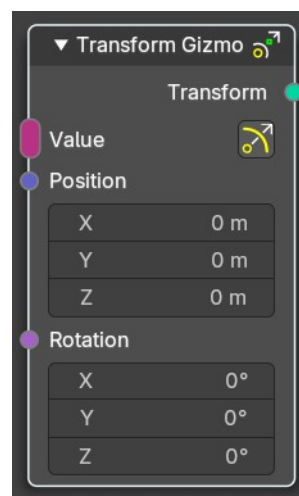 Transform Gizmo
Transform
Value
Position
X 0 m
Y 0 m
Z 0 m
Rotation
X 0°
Y 0°
Z 0°